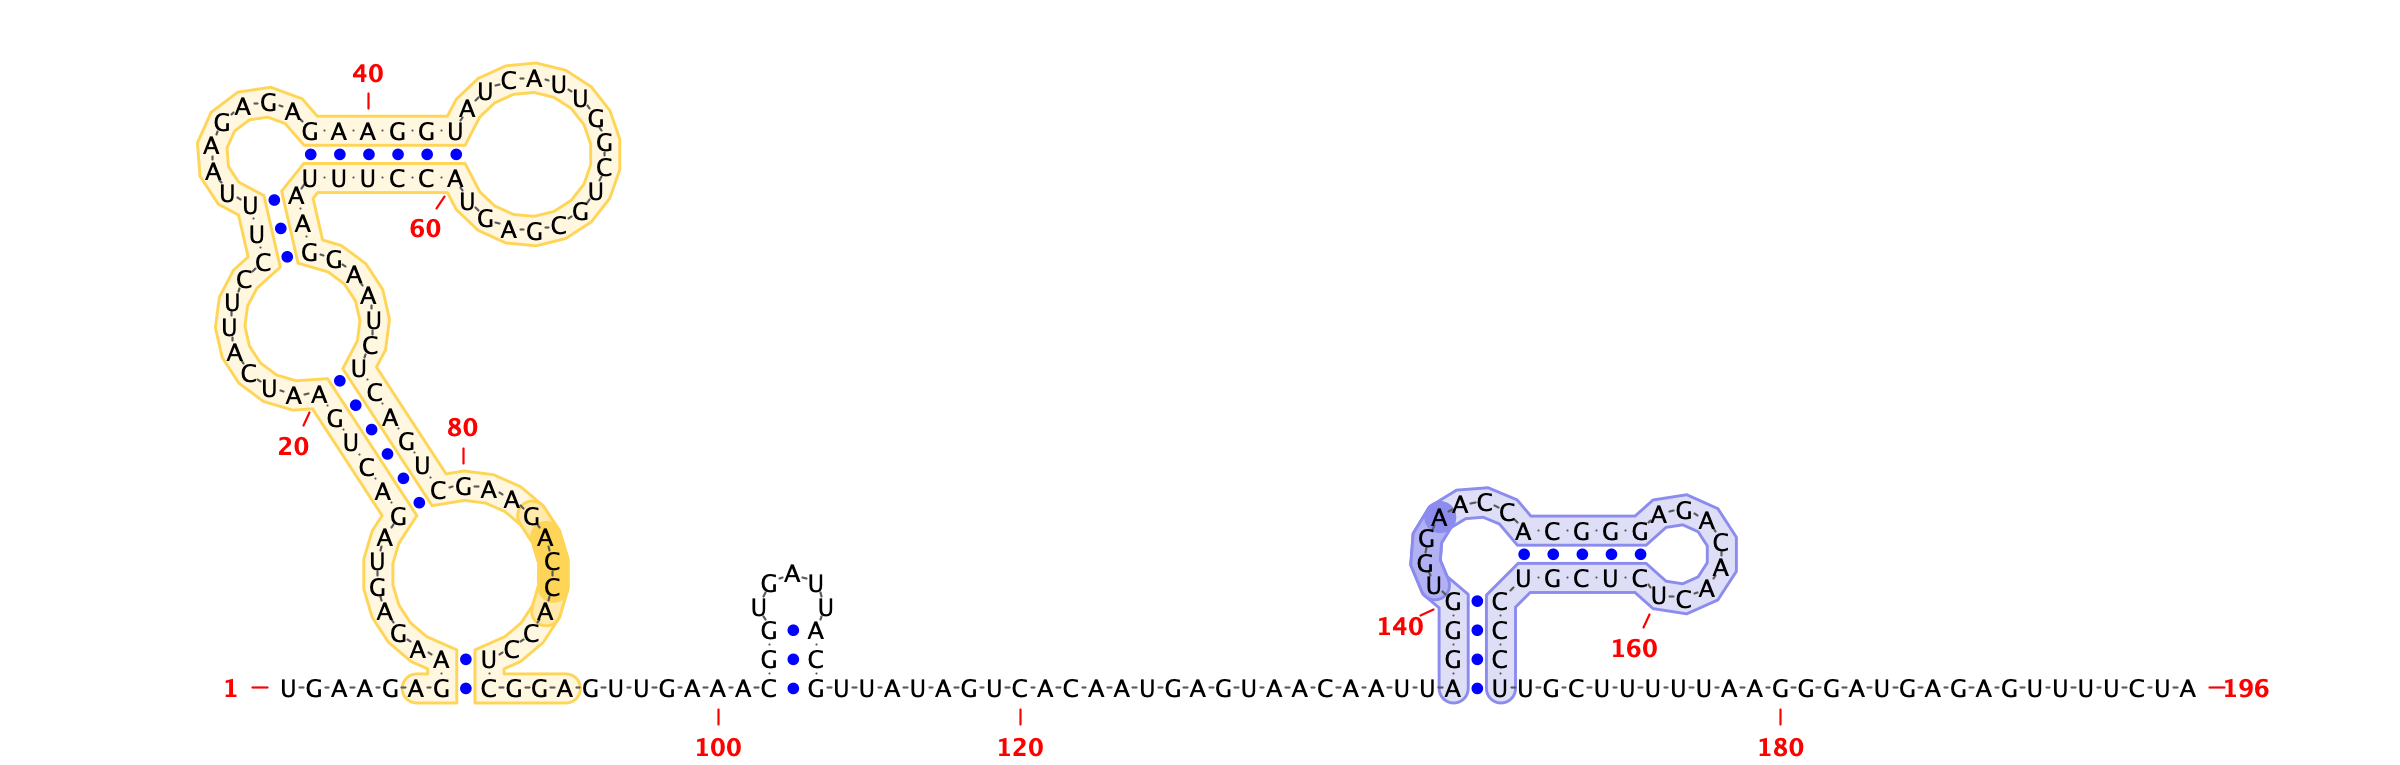 40
A-U-C-A-U-U-G-G-C-U-G-C-G-A-G-U
U-A-A-G-A-G-A
G·A·A·G·G·U
U·U·U·C·C·A
60
U·U·C
A·A·G
C-U-U-A-C-U-A
G-A-A-U-C
A·G·U·C·A·G
U·C·A·G·U·C
20
80
A-U-G-A-G-A-A
G-A-A-G-A-C-C-A-C-C-U
U-G-A-U-U
G·G
A·C
U-G-G-A-A-C-C
A·C·G·G·G
A-G-A-C-A-A-C-U
U·G·C·U·C
G·G·G
C·C·C
140
160
1
U-G-A-A-G-A-G
C-G-G-A-G-U-U-G-A-A-A-C
G-U-U-A-U-A-G-U-C-A-C-A-A-U-G-A-G-U-A-A-C-A-A-U-U-A
U-U-G-C-U-U-U-U-U-A-A-G-G-G-A-U-G-A-G-A-G-U-U-U-U-C-U-A
196
100
120
180